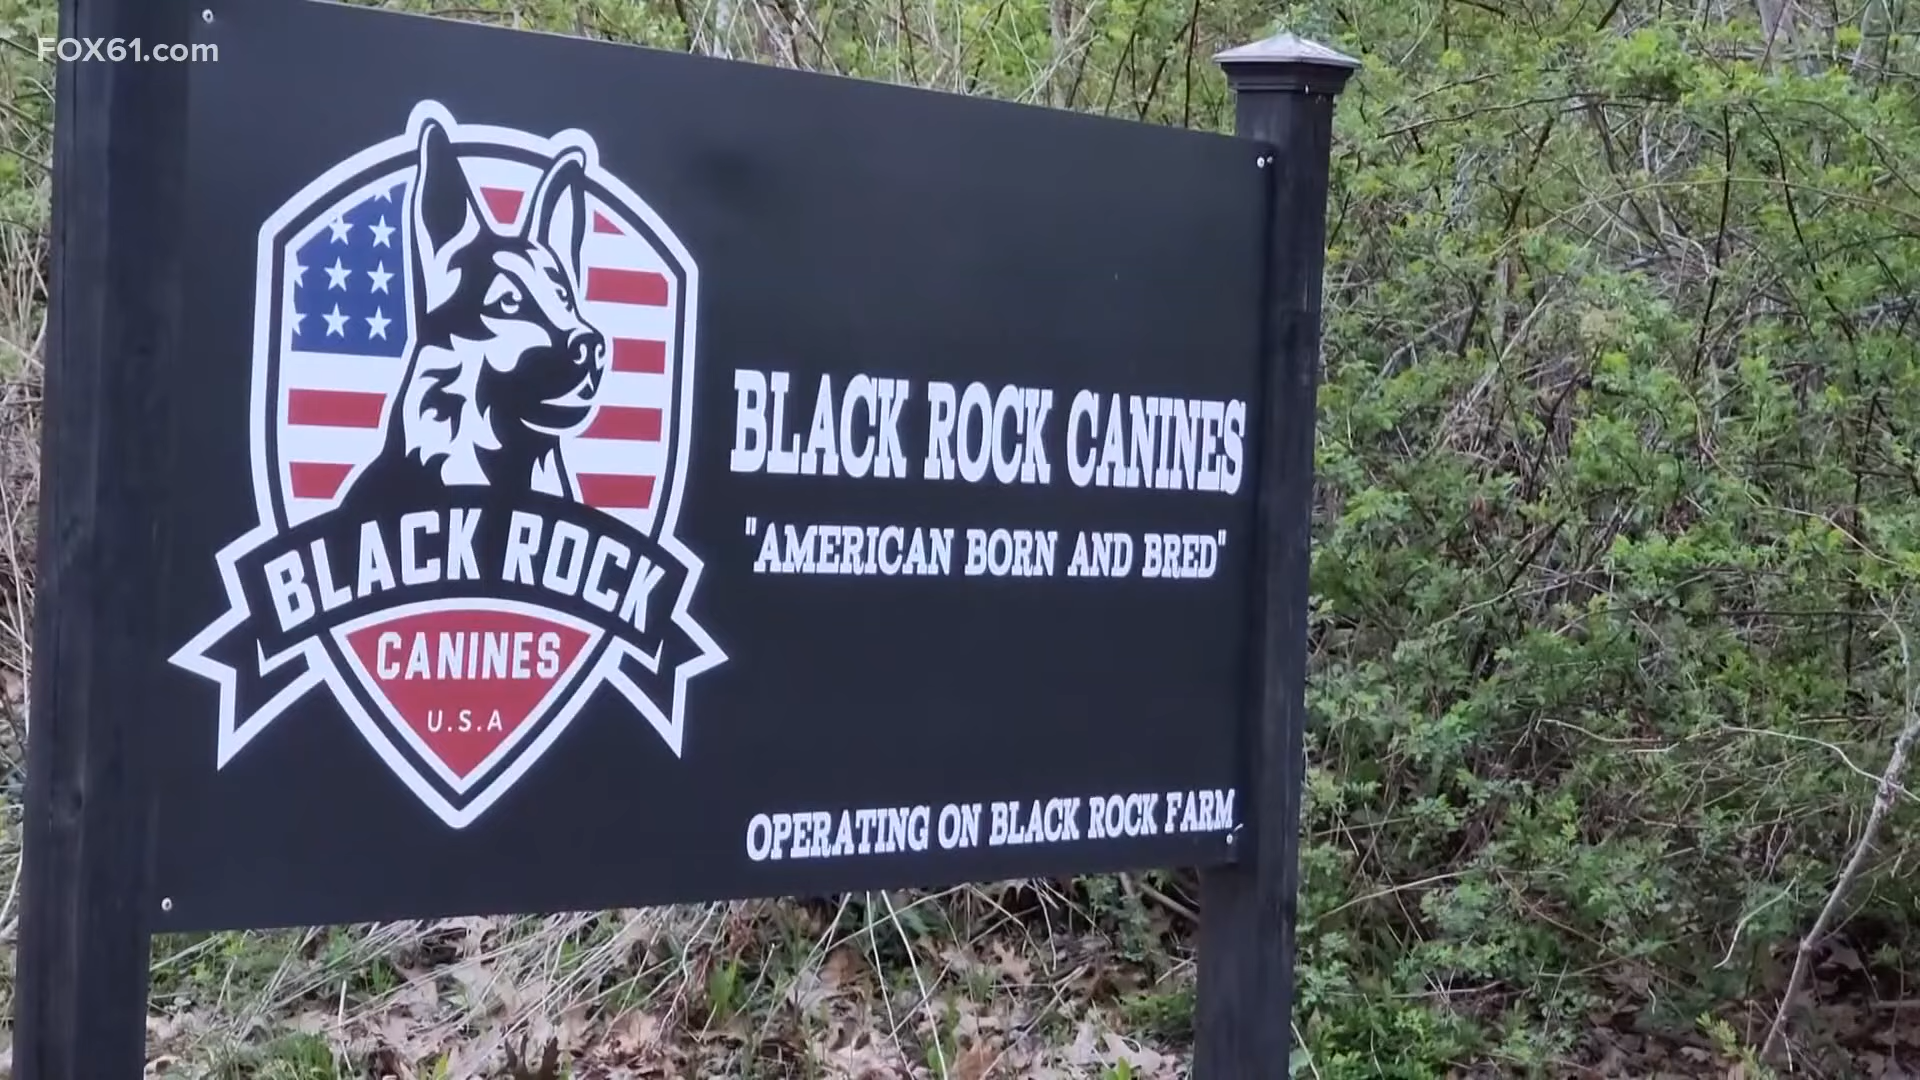 FOX61.com
BLACK ROCK
CANINES
U.S.A
BLACK ROCK CANINES
"AMERICAN BORN AND BRED"
OPERATING ON BLACK ROCK FARM